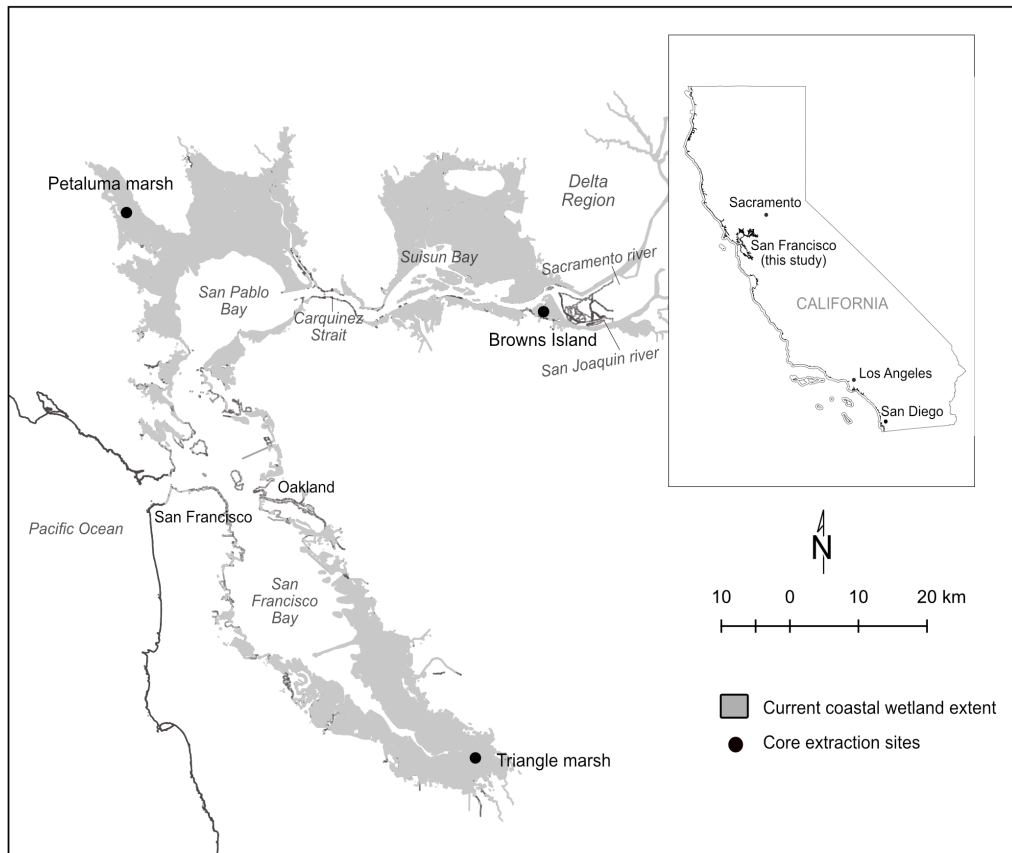 Petaluma marsh
Delta
Region
Suisun Bay
Sacramento river
San Pablo
Bay
Carquinez
Strait
Browns Island
San Joaquin river
Oakland
San Francisco
Pacific Ocean
San
Francisco
Bay
Triangle marsh
Sacramento
San Francisco
(this study)
CALIFORNIA
Los Angeles
San Diego
N
10 0 10 20 km
Current coastal wetland extent
Core extraction sites